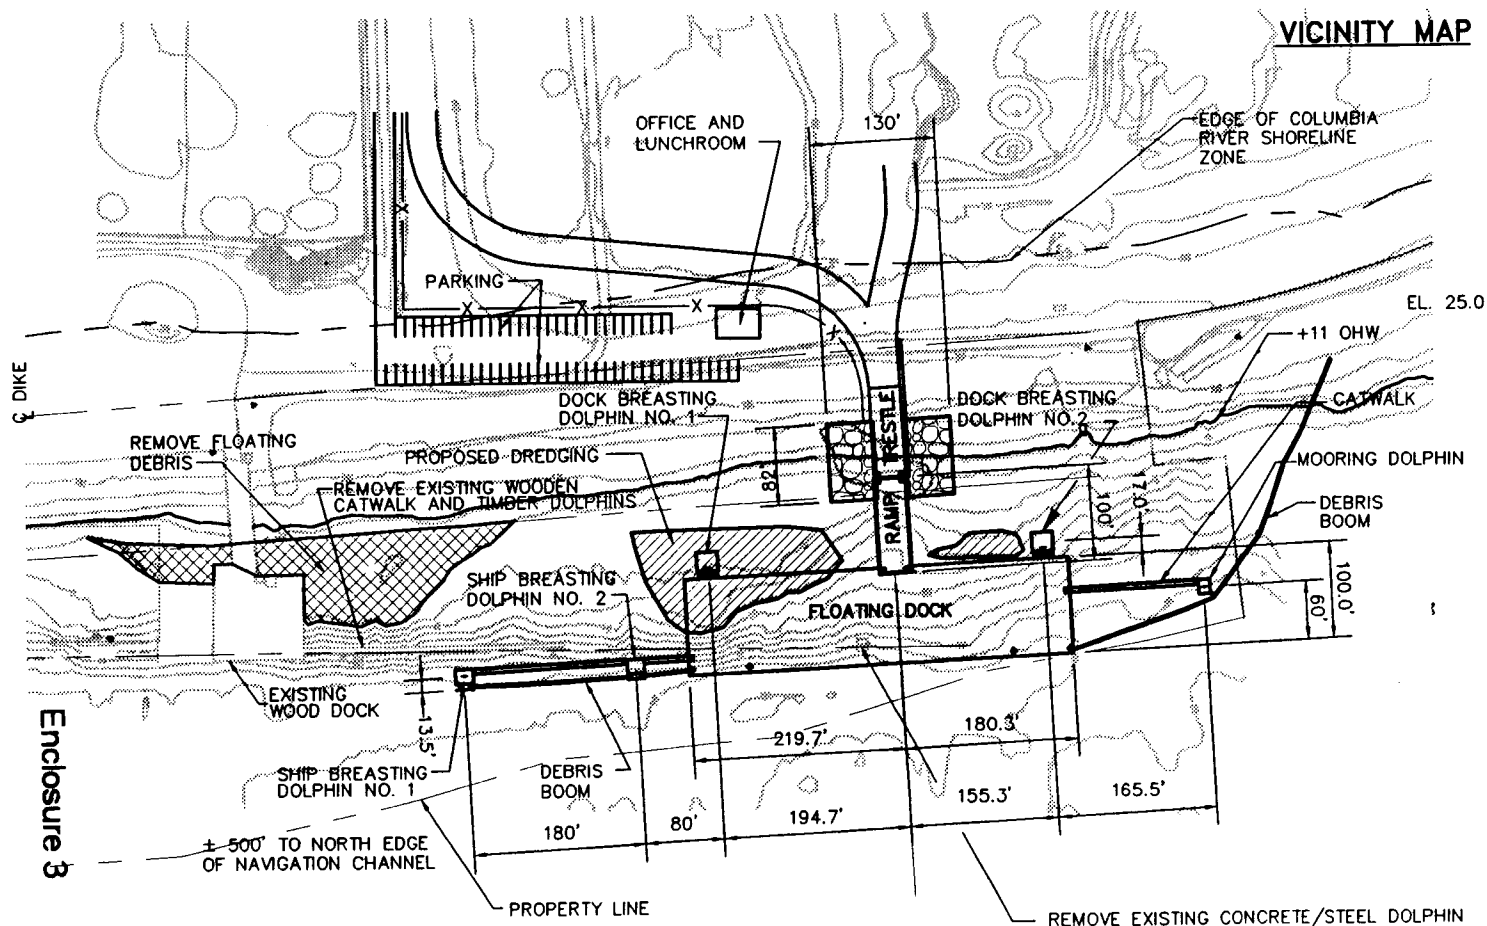 VICINITY MAP
OFFICE AND
LUNCHROOM
130'
EDGE OF COLUMBIA
RIVER SHORELINE
ZONE
X
PARKING
X
X
X
X
EL. 25.0
+11 OHW
℄ DIKE
DOCK BREASTING
DOLPHIN NO. 1
DOCK BREASTING
DOLPHIN NO.2
CATWALK
TRESTLE
REMOVE FLOATING
DEBRIS
PROPOSED DREDGING
82'
REMOVE EXISTING WOODEN
CATWALK AND TIMBER DOLPHINS
RAMP
100'
17.0'
MOORING DOLPHIN
DEBRIS
BOOM
SHIP BREASTING
DOLPHIN NO. 2
FLOATING DOCK
100.0'
60'
EXISTING
WOOD DOCK
13.5'
219.7'
180.3'
SHIP BREASTING
DOLPHIN NO. 1
DEBRIS
BOOM
180'
80'
194.7'
155.3'
165.5'
± 500' TO NORTH EDGE
OF NAVIGATION CHANNEL
Enclosure 3
PROPERTY LINE
REMOVE EXISTING CONCRETE/STEEL DOLPHIN